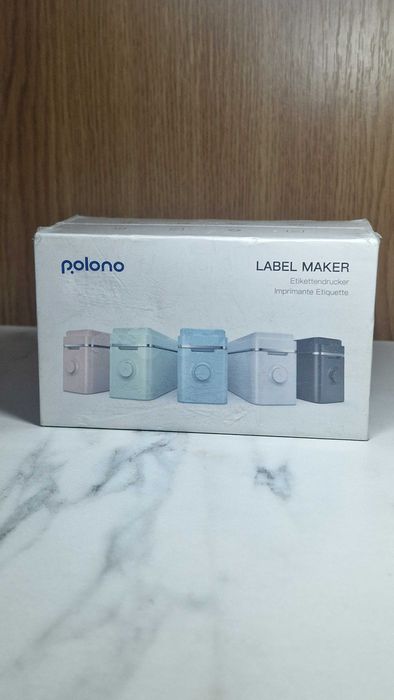 polono
LABEL MAKER
Etikettendrucker
Imprimante Etiquette